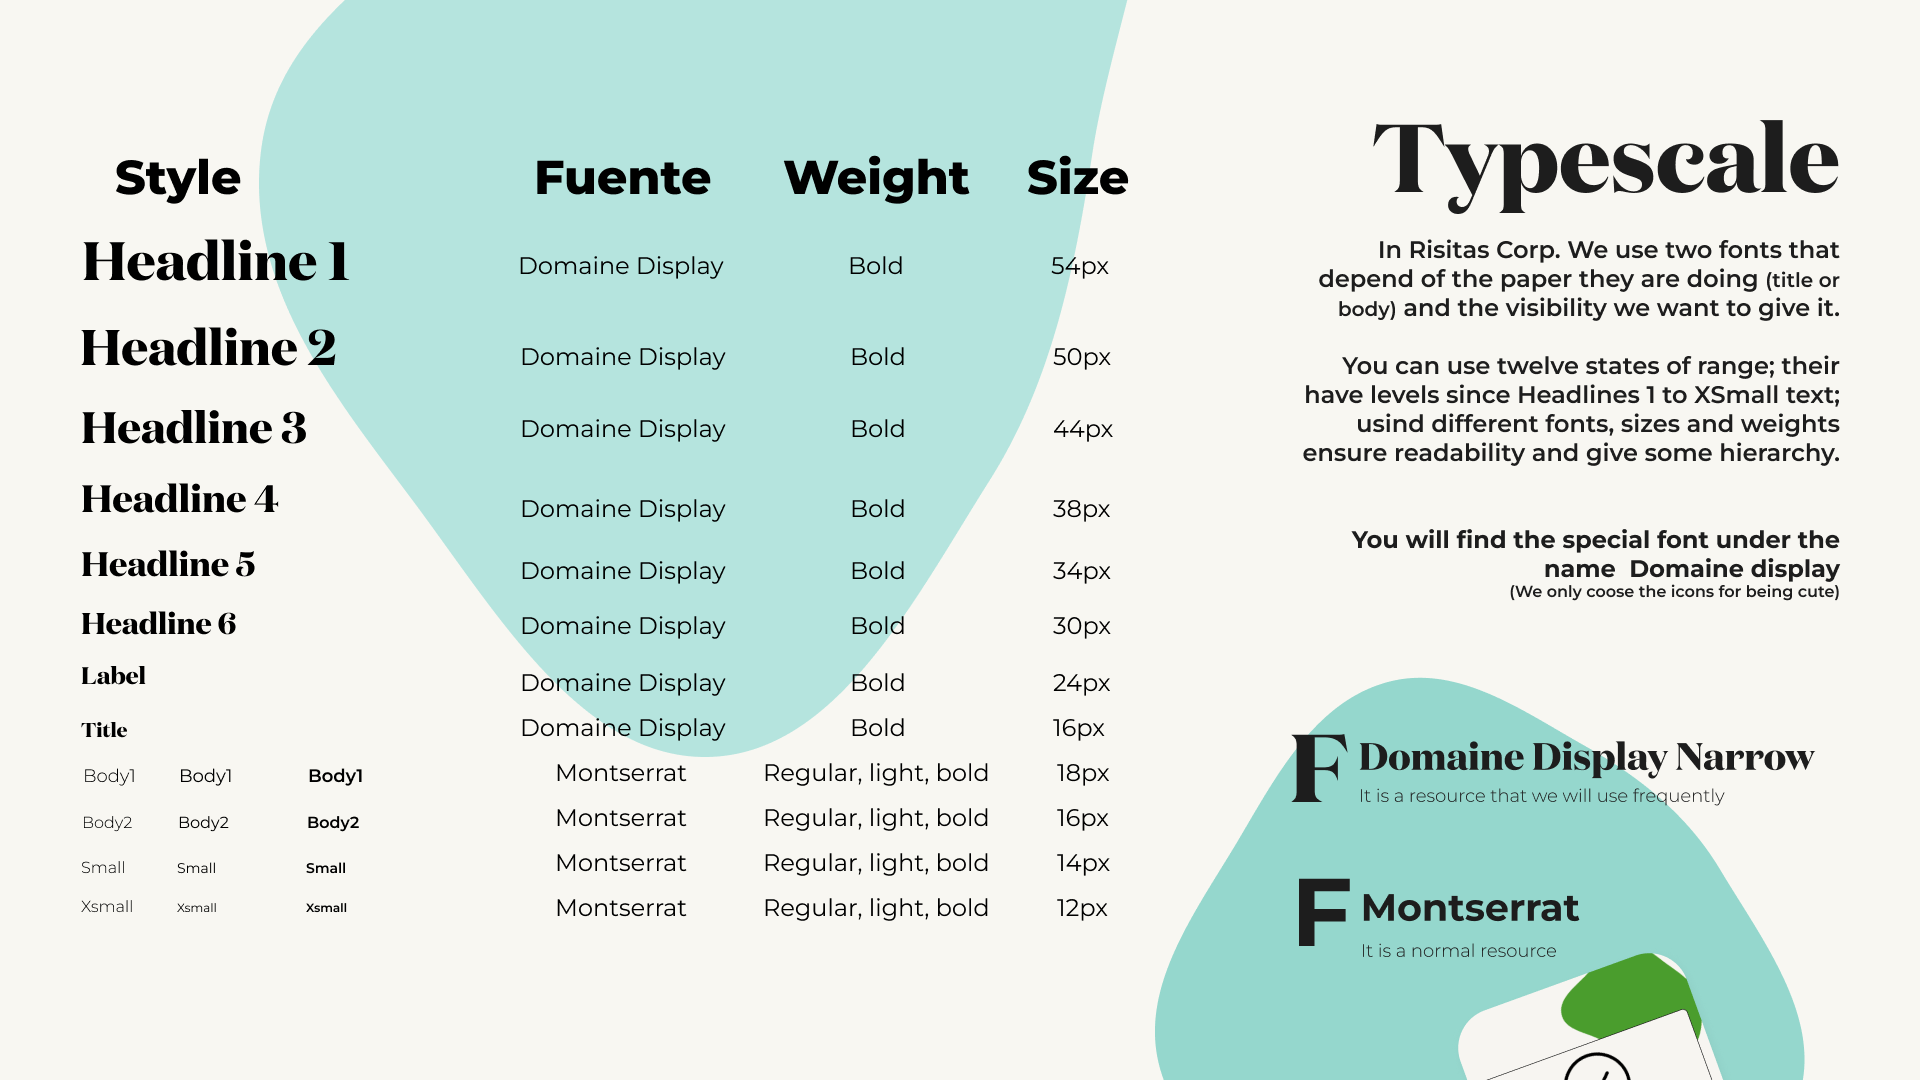 Style Fuente Weight Size
Headline 1 Domaine Display Bold 54px
Headline 2 Domaine Display Bold 50px
Headline 3 Domaine Display Bold 44px
Headline 4 Domaine Display Bold 38px
Headline 5 Domaine Display Bold 34px
Headline 6 Domaine Display Bold 30px
Label Domaine Display Bold 24px
Title Domaine Display Bold 16px
Body1 Body1 Body1 Montserrat Regular, light, bold 18px
Body2 Body2 Body2 Montserrat Regular, light, bold 16px
Small Small Small Montserrat Regular, light, bold 14px
Xsmall Xsmall Xsmall Montserrat Regular, light, bold 12px
Typescale
In Risitas Corp. We use two fonts that
depend of the paper they are doing (title or
body) and the visibility we want to give it.
You can use twelve states of range; their
have levels since Headlines 1 to XSmall text;
usind different fonts, sizes and weights
ensure readability and give some hierarchy.
You will find the special font under the
name Domaine display
(We only coose the icons for being cute)
F Domaine Display Narrow
It is a resource that we will use frequently
F Montserrat
It is a normal resource